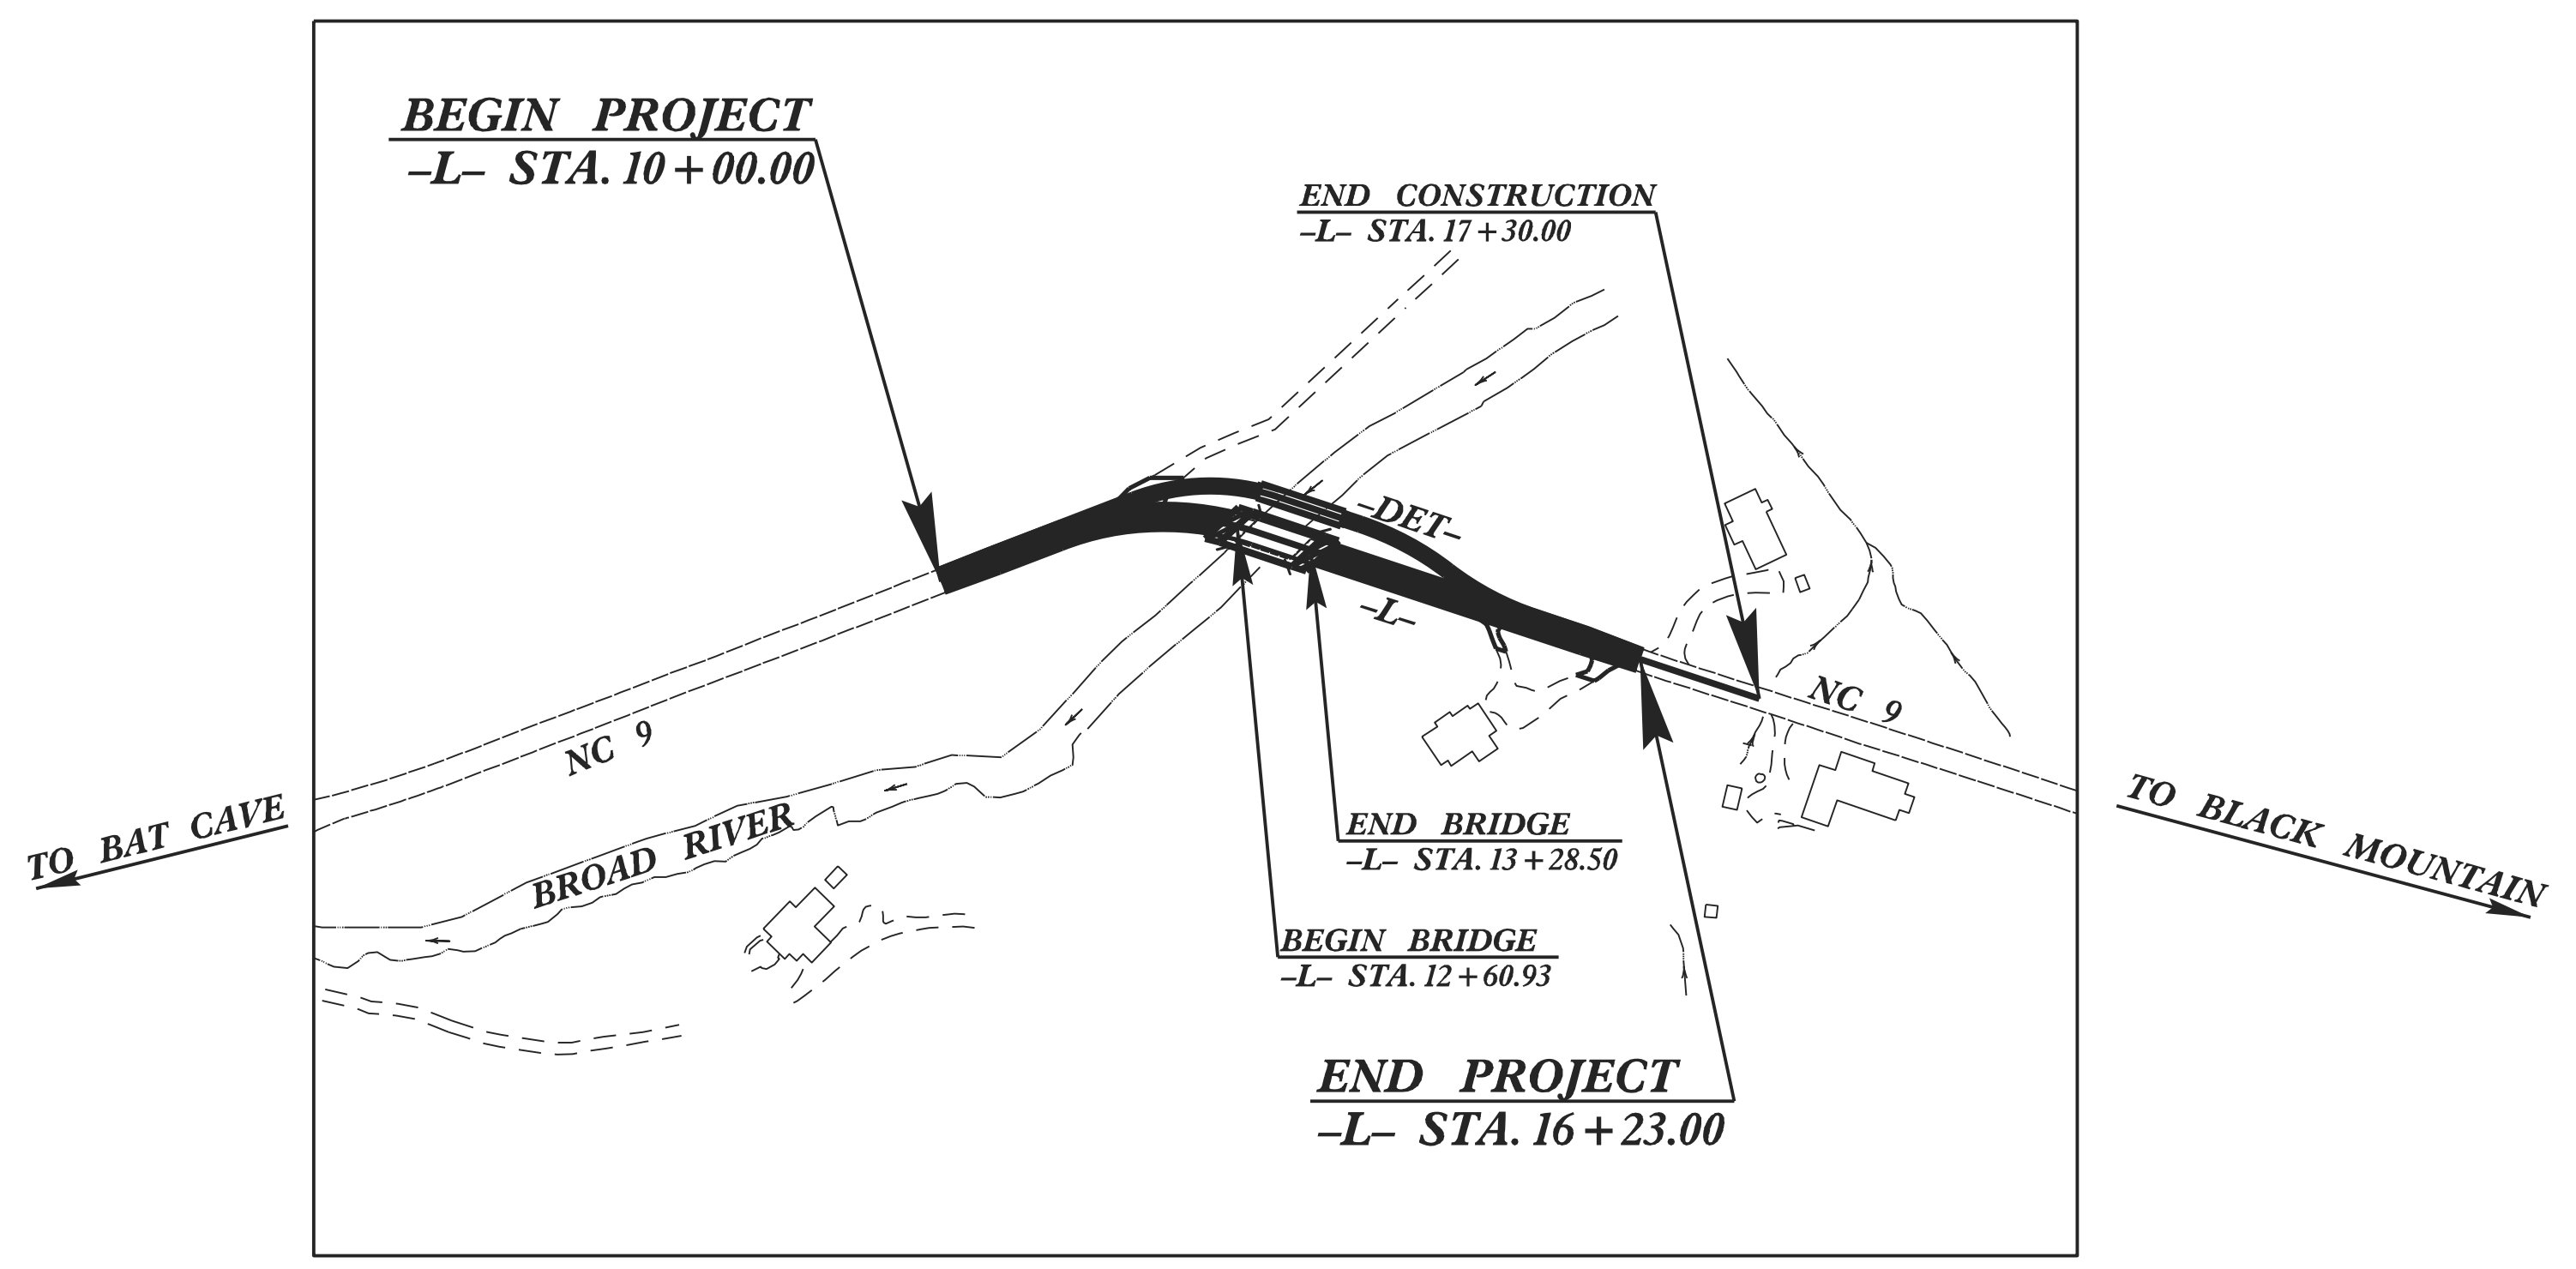 BEGIN PROJECT
–L– STA. 10+00.00
END CONSTRUCTION
–L– STA. 17+30.00
–DET–
–L–
NC 9
NC 9
TO BAT CAVE
BROAD RIVER
TO BLACK MOUNTAIN
END BRIDGE
–L– STA. 13+28.50
BEGIN BRIDGE
–L– STA. 12+60.93
END PROJECT
–L– STA. 16+23.00